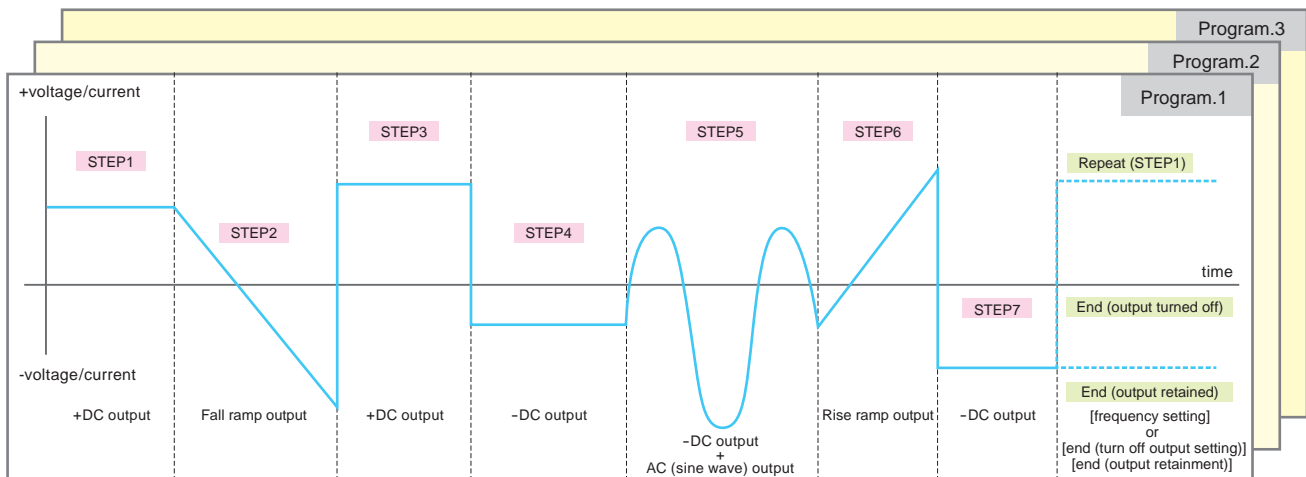 Program.3
Program.2
Program.1
+voltage/current
STEP1
STEP2
STEP3
STEP4
STEP5
STEP6
STEP7
Repeat (STEP1)
time
End (output turned off)
End (output retained)
-voltage/current
+DC output
Fall ramp output
+DC output
−DC output
−DC output
+
AC (sine wave) output
Rise ramp output
−DC output
[frequency setting]
or
[end (turn off output setting)]
[end (output retainment)]